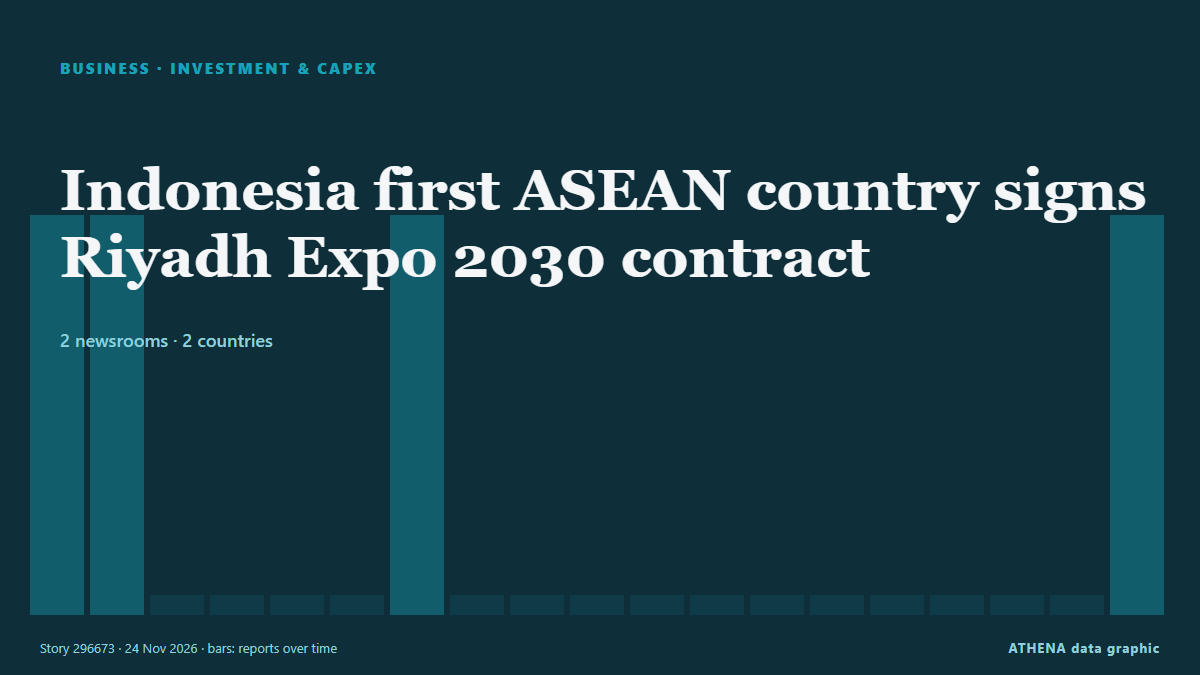 BUSINESS · INVESTMENT & CAPEX
Indonesia first ASEAN country signs
Riyadh Expo 2030 contract
2 newsrooms · 2 countries
Story 296673 · 24 Nov 2026 · bars: reports over time
ATHENA data graphic